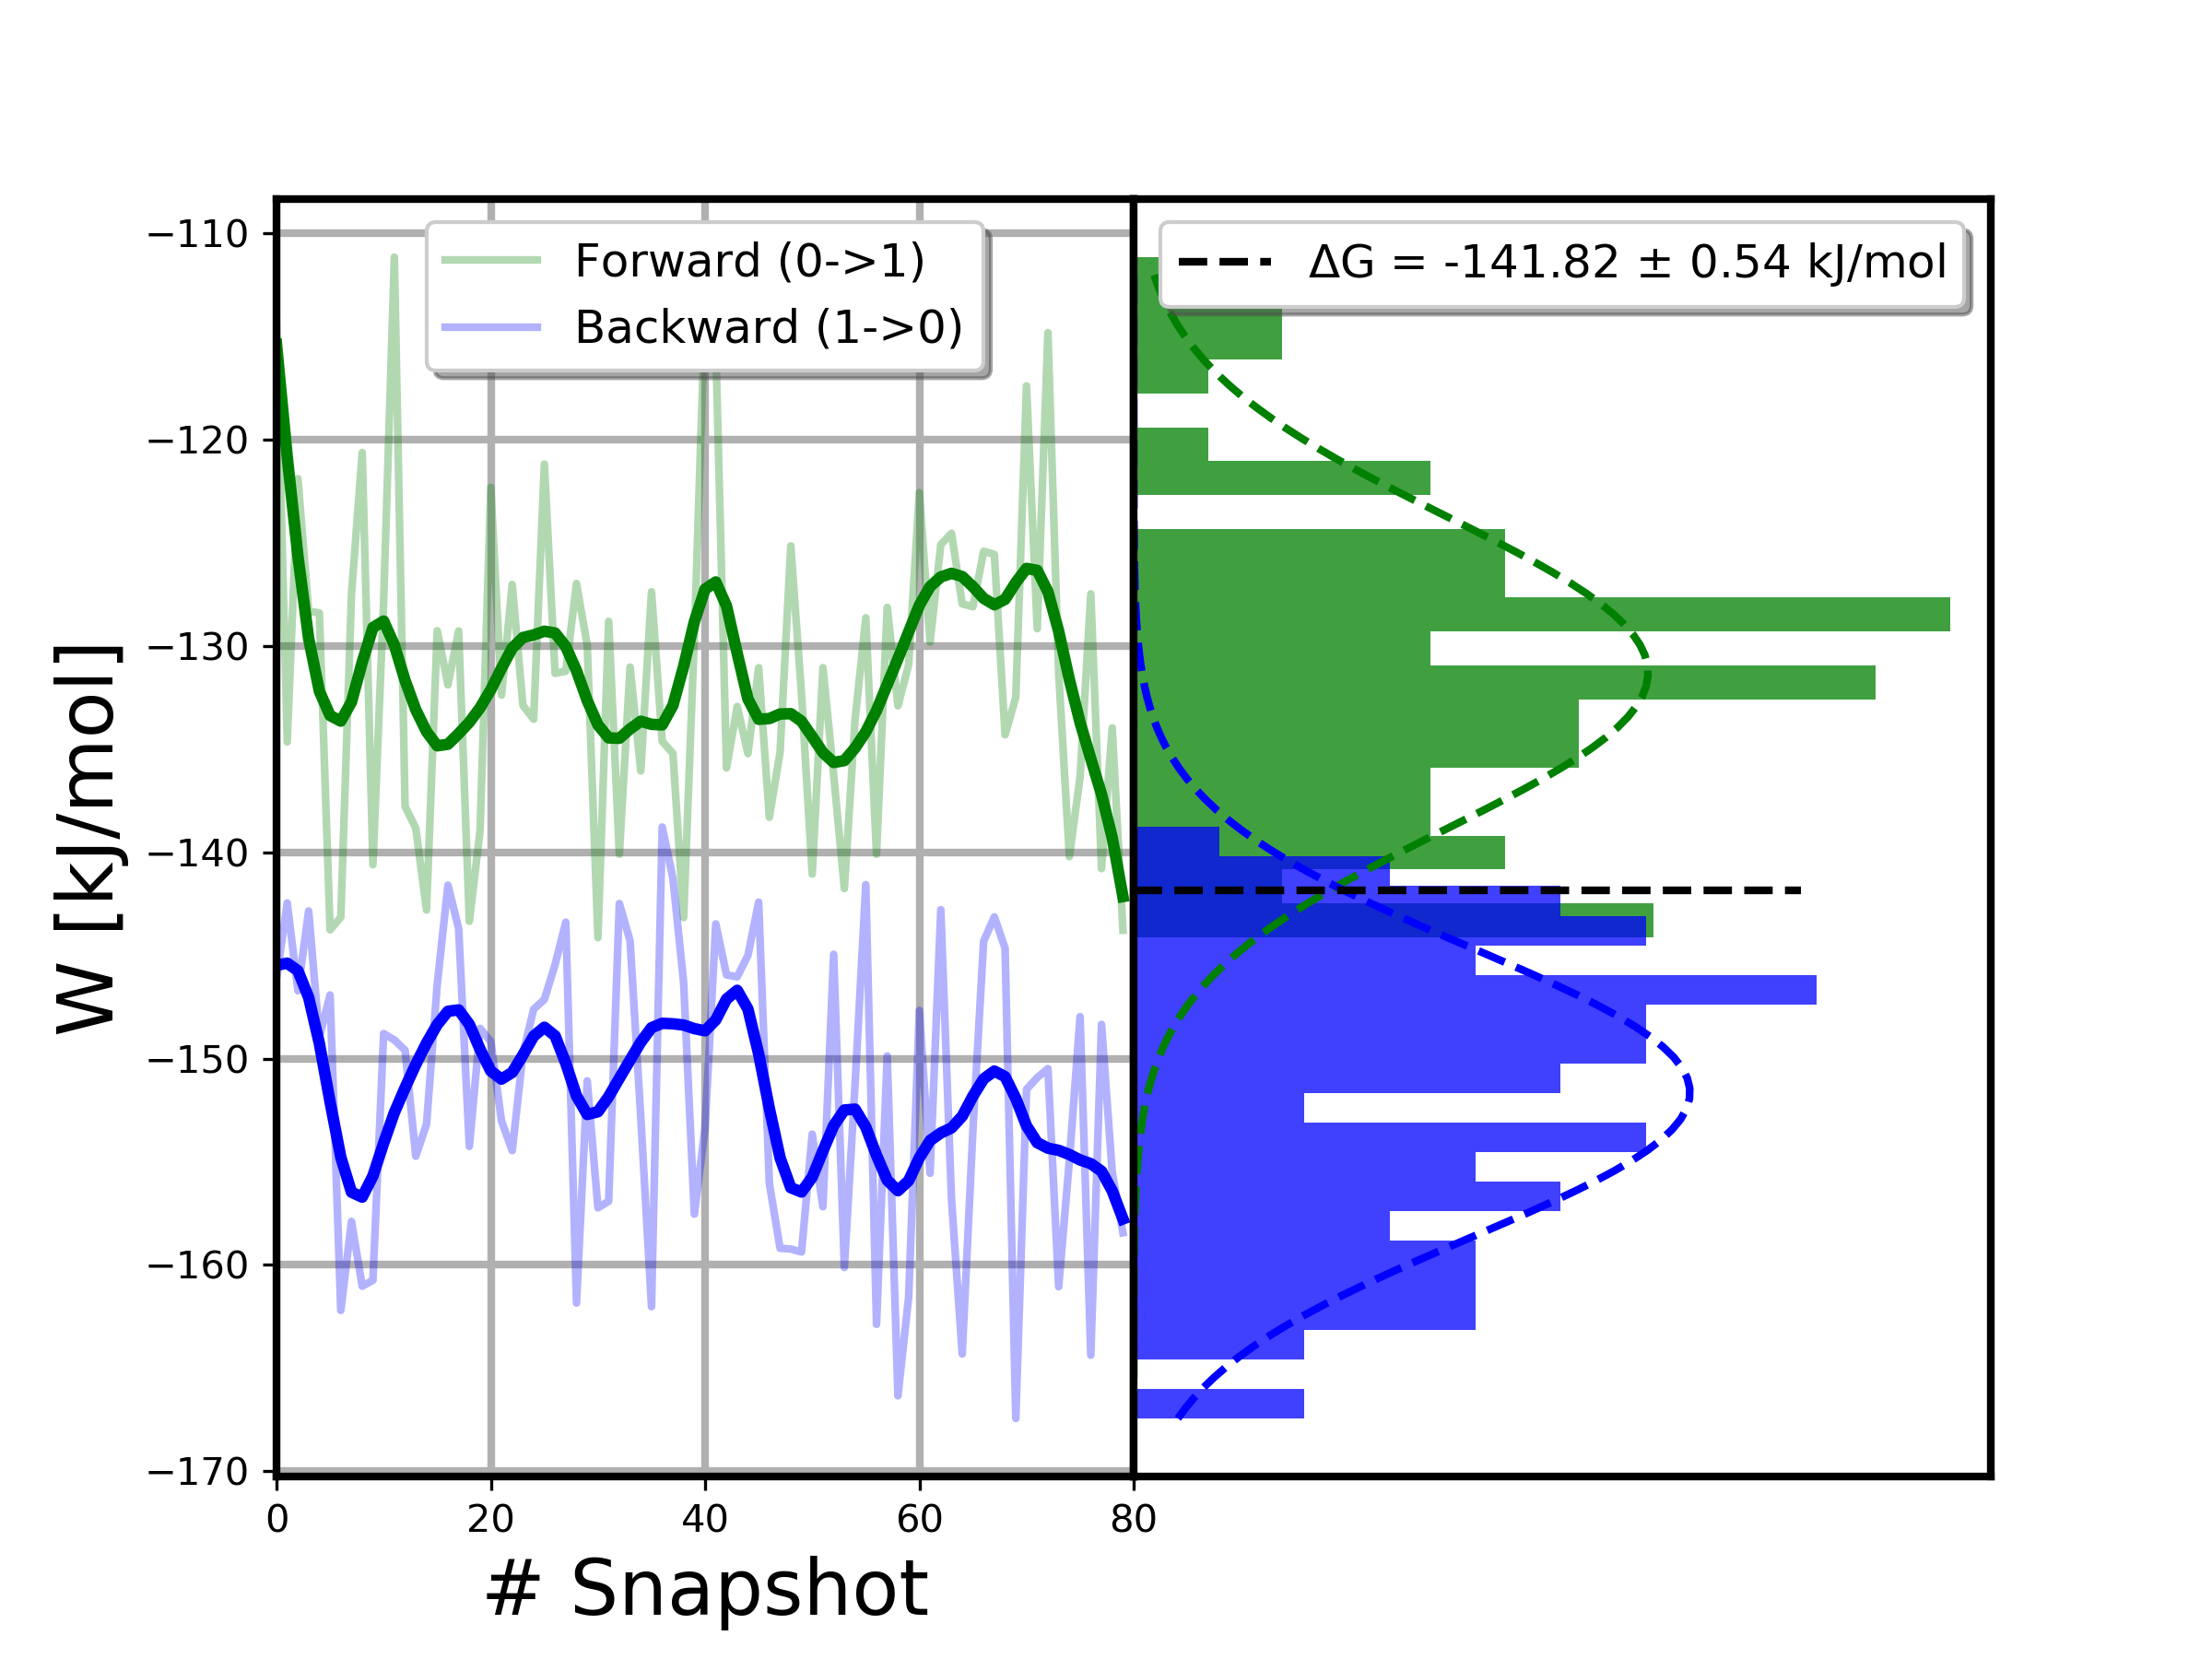 Forward (0->1)
Backward (1->0)
ΔG = -141.82 ± 0.54 kJ/mol
W [kJ/mol]
−110
−120
−130
−140
−150
−160
−170
0 20 40 60 80
# Snapshot